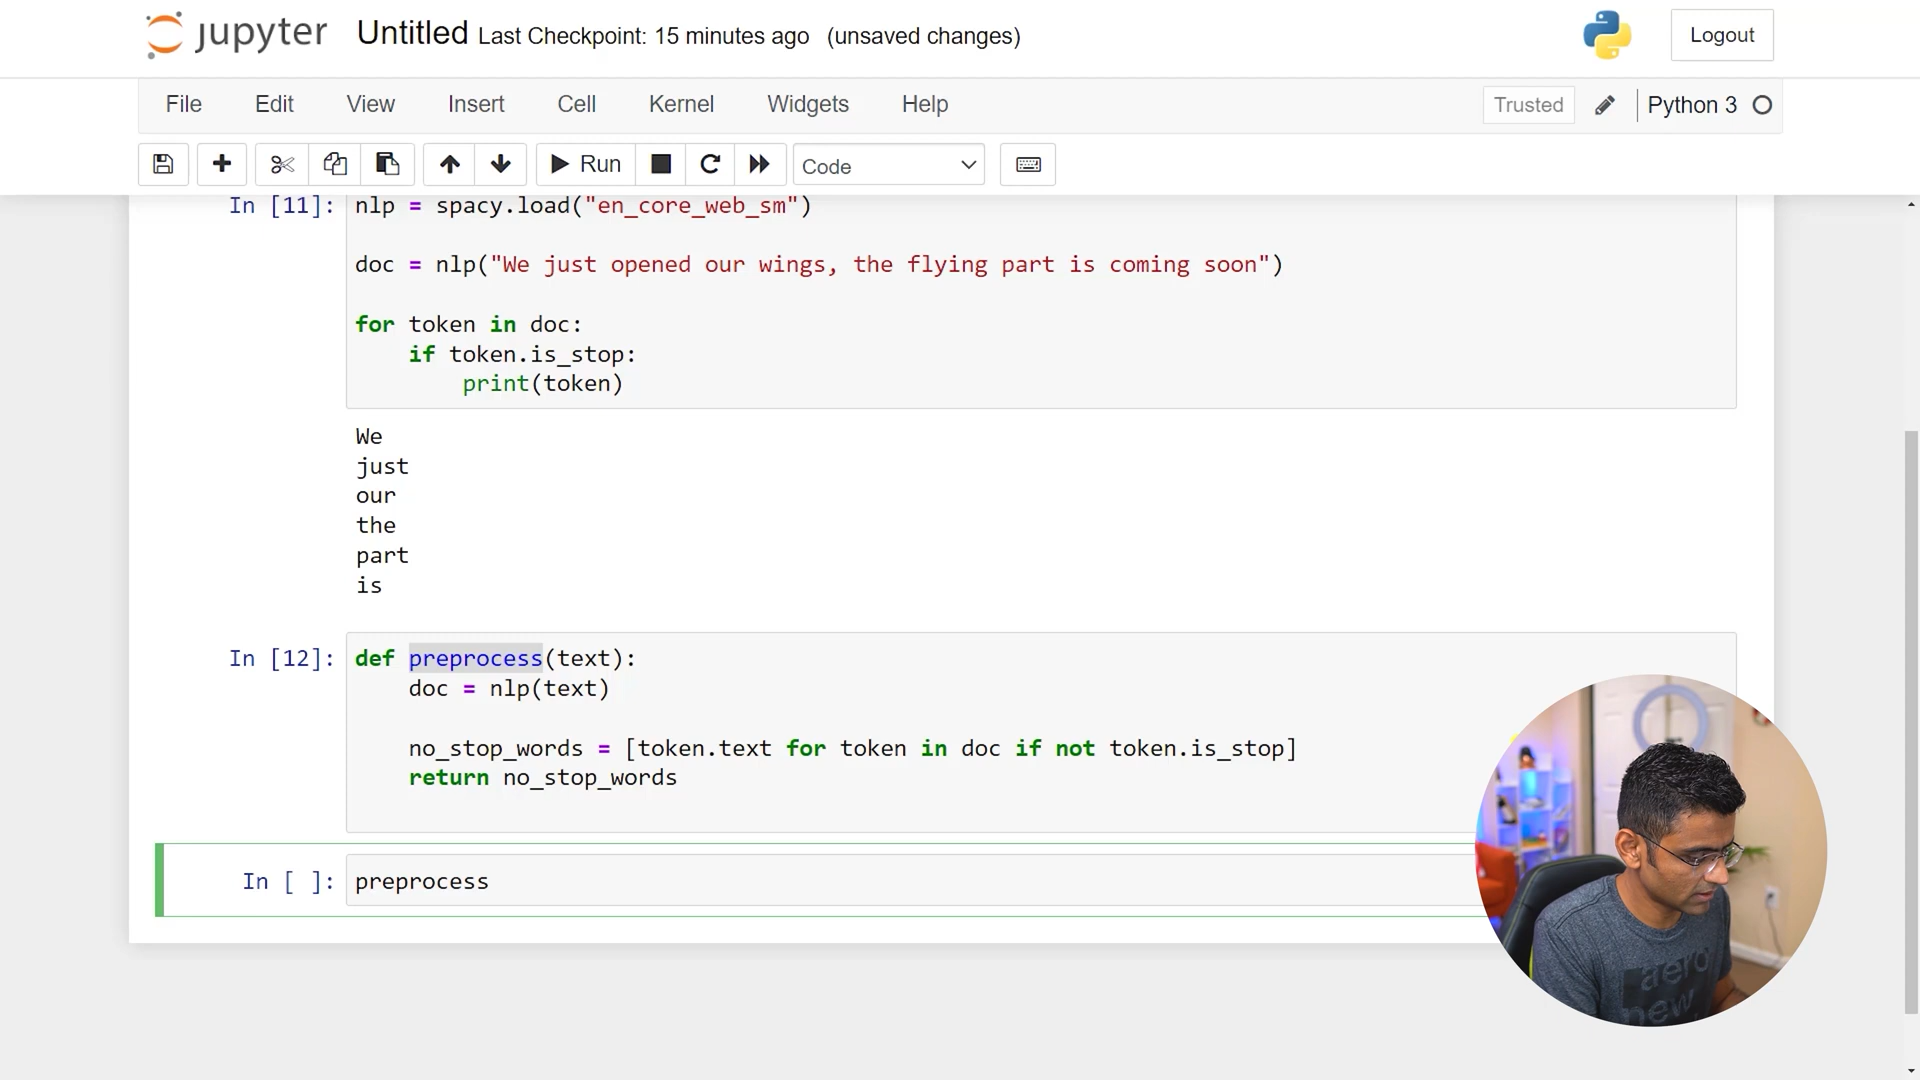 jupyter Untitled Last Checkpoint: 15 minutes ago (unsaved changes) Logout
File Edit View Insert Cell Kernel Widgets Help Trusted Python 3
Run Code
In [11]: nlp = spacy.load("en_core_web_sm")
doc = nlp("We just opened our wings, the flying part is coming soon")
for token in doc:
if token.is_stop:
print(token)
We
just
our
the
part
is
In [12]: def preprocess(text):
doc = nlp(text)
no_stop_words = [token.text for token in doc if not token.is_stop]
return no_stop_words
In [ ]: preprocess
aero
new